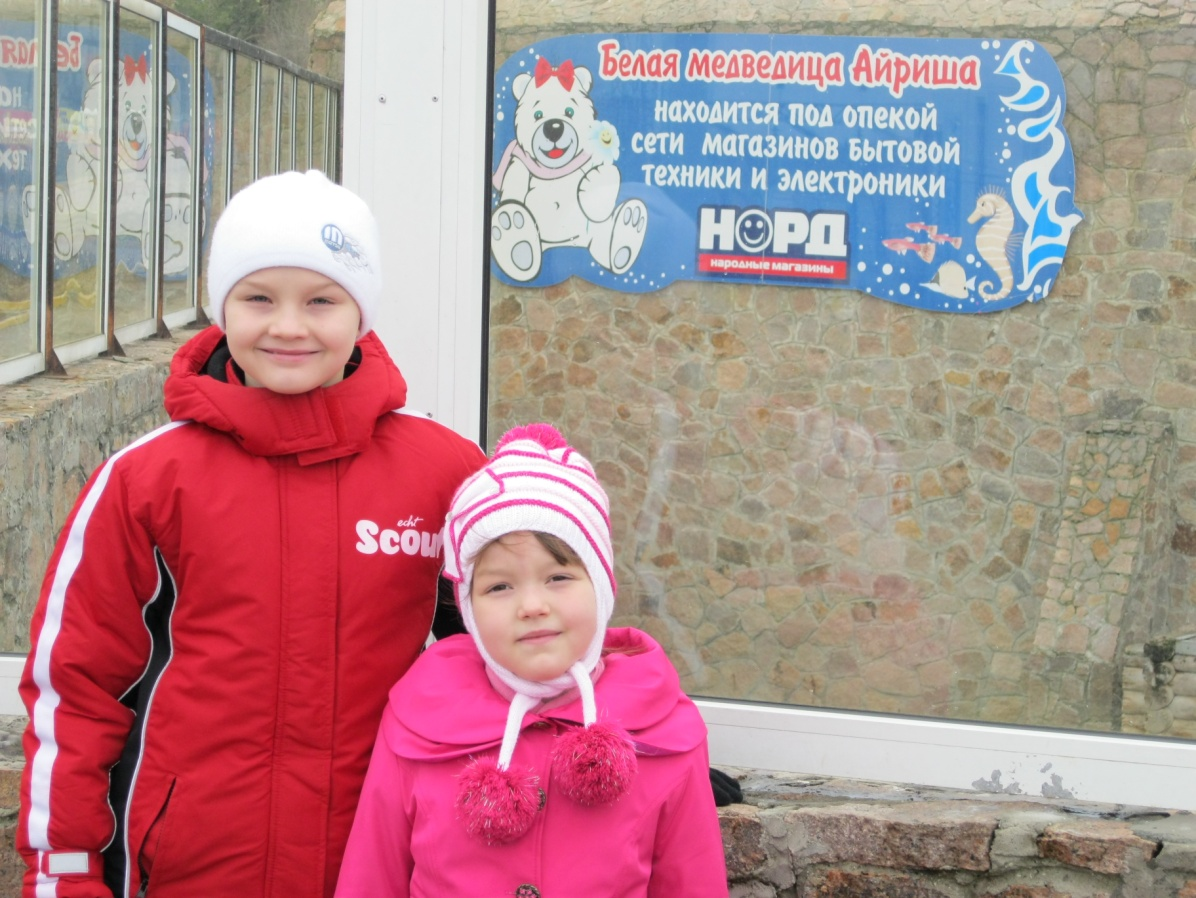 Белая медведица Айриша
находится под опекой
сети магазинов бытовой
техники и электроники
НОРД
народные магазины
echt
Scout